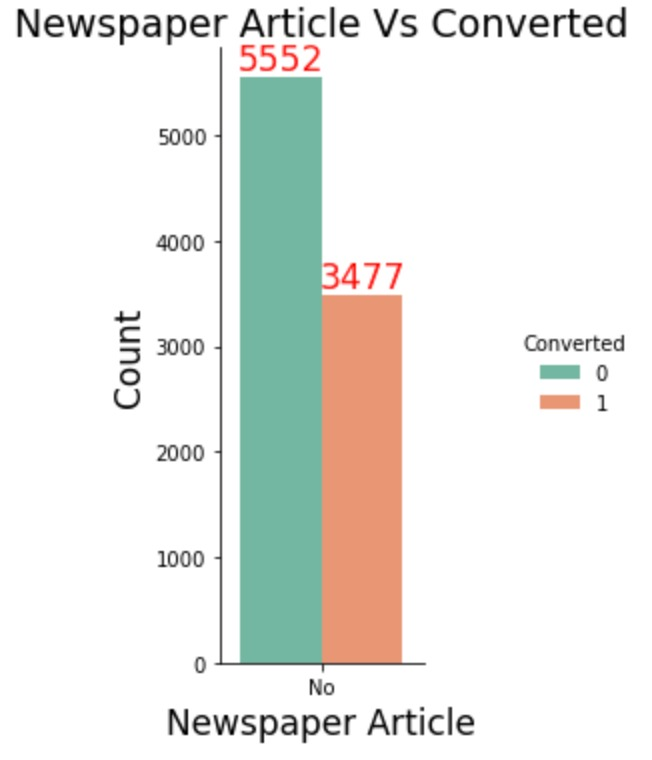 Newspaper Article Vs Converted
5552
5000
4000
3477
3000
Converted
0
1
2000
1000
0
No
Count
Newspaper Article